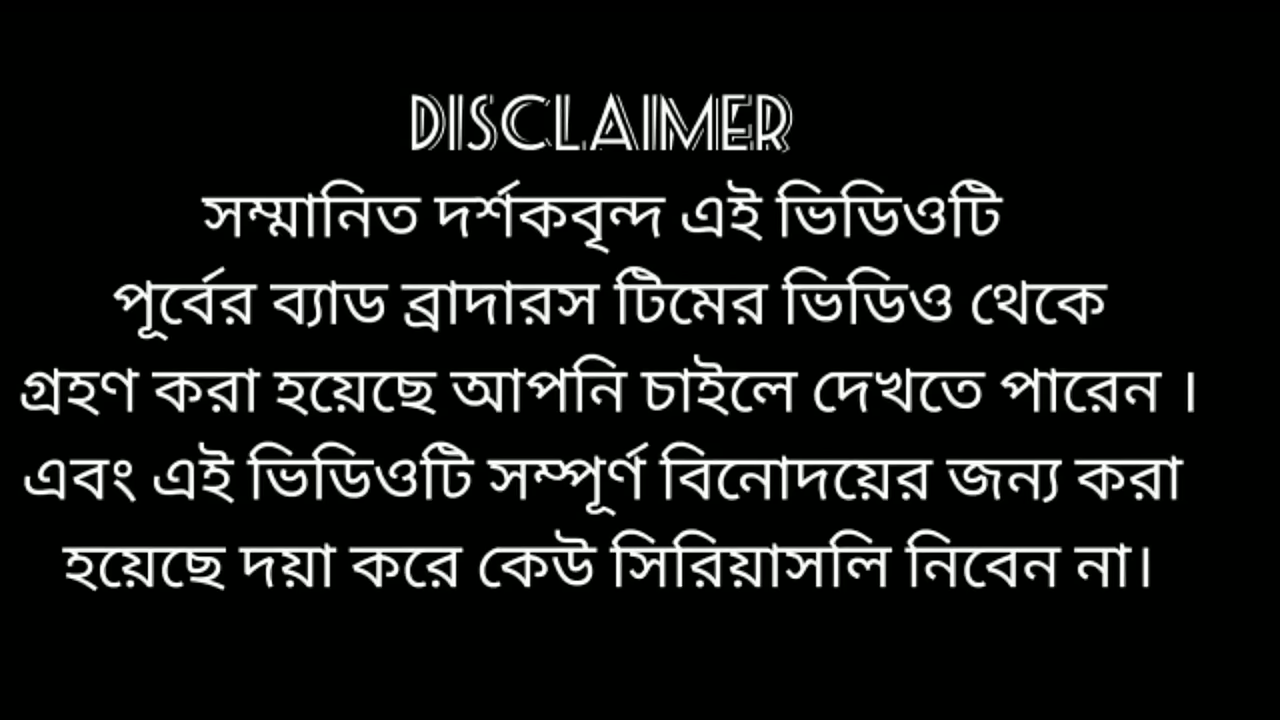 DISCLAIMER
সম্মানিত দর্শকবৃন্দ এই ভিডিওটি
পূর্বের ব্যাড ব্রাদারস টিমের ভিডিও থেকে
গ্রহণ করা হয়েছে আপনি চাইলে দেখতে পারেন ।
এবং এই ভিডিওটি সম্পূর্ণ বিনোদয়ের জন্য করা
হয়েছে দয়া করে কেউ সিরিয়াসলি নিবেন না।